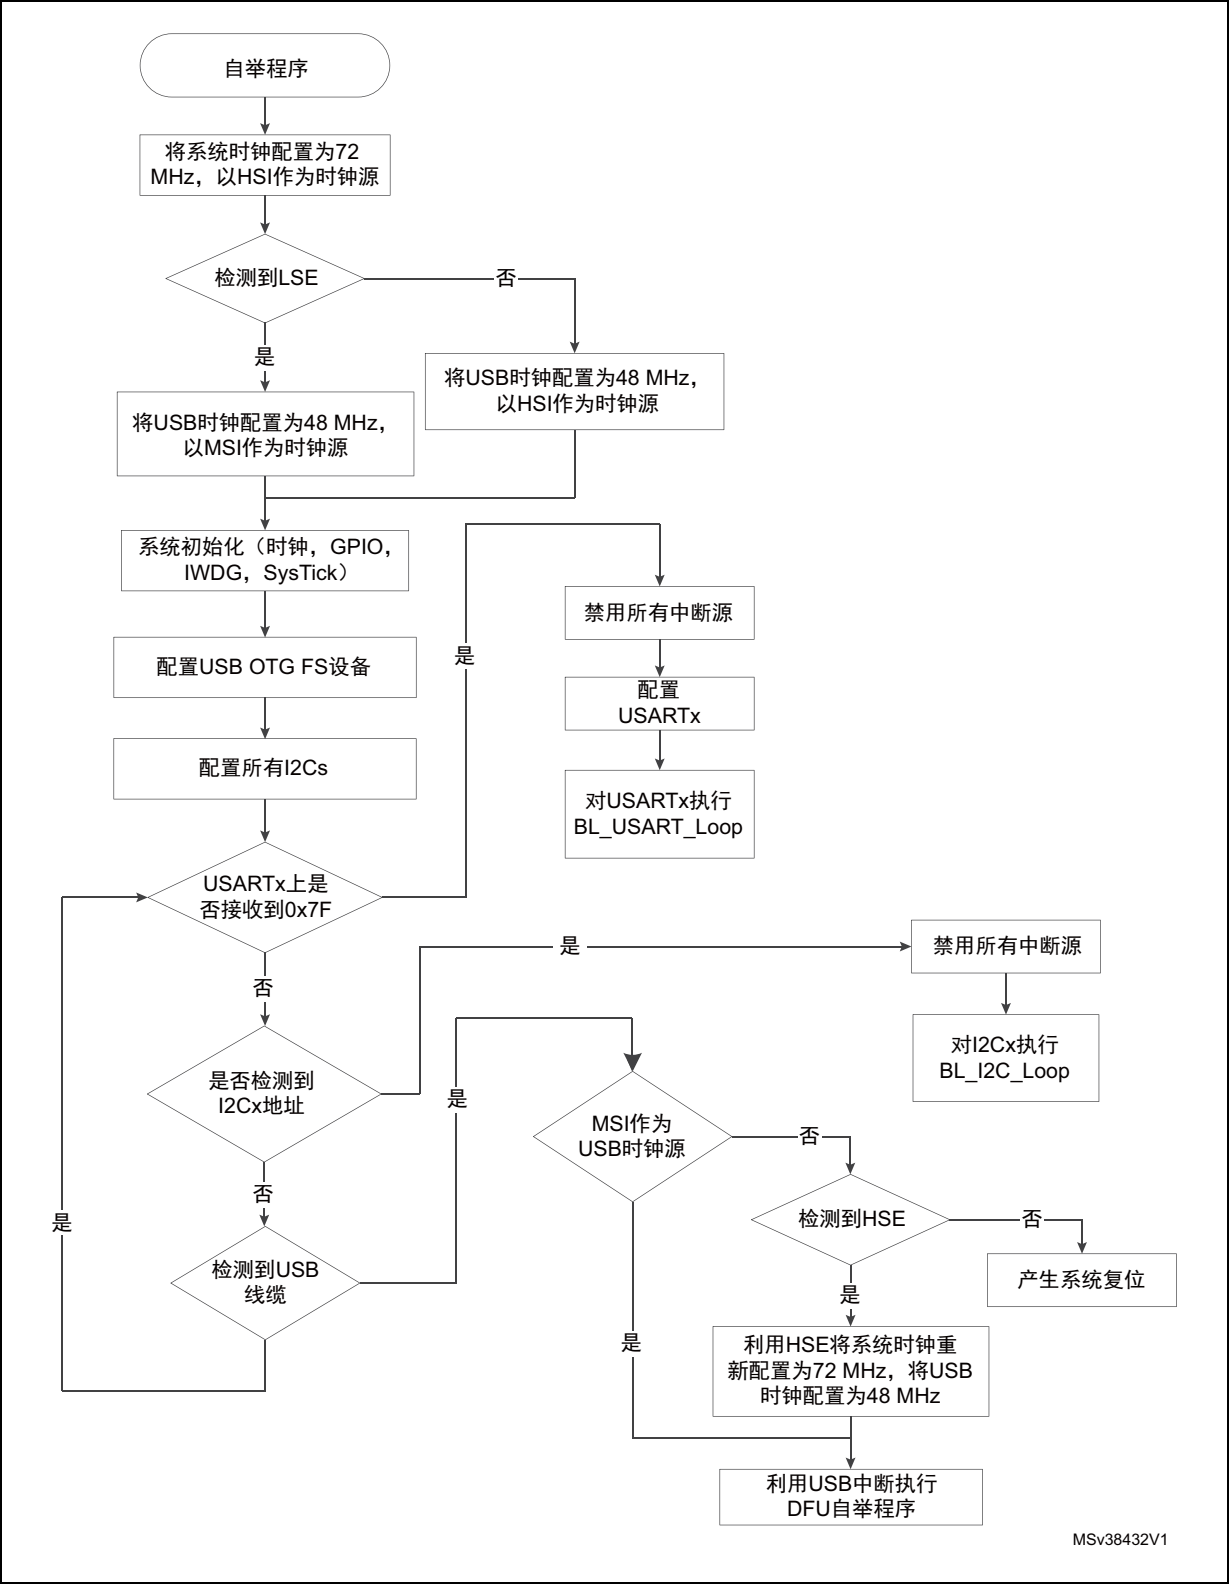 自举程序
将系统时钟配置为72
MHz，以HSI作为时钟源
检测到LSE
否
是
将USB时钟配置为48 MHz，
以HSI作为时钟源
将USB时钟配置为48 MHz，
以MSI作为时钟源
系统初始化（时钟，GPIO，
IWDG，SysTick）
禁用所有中断源
配置USB OTG FS设备
是
配置
USARTx
配置所有I2Cs
对USARTx执行
BL_USART_Loop
USARTx上是
否接收到0x7F
否
是
禁用所有中断源
对I2Cx执行
BL_I2C_Loop
是否检测到
I2Cx地址
是
MSI作为
USB时钟源
否
否
是
检测到HSE
否
检测到USB
线缆
产生系统复位
是
是
利用HSE将系统时钟重
新配置为72 MHz，将USB
时钟配置为48 MHz
利用USB中断执行
DFU自举程序
MSv38432V1